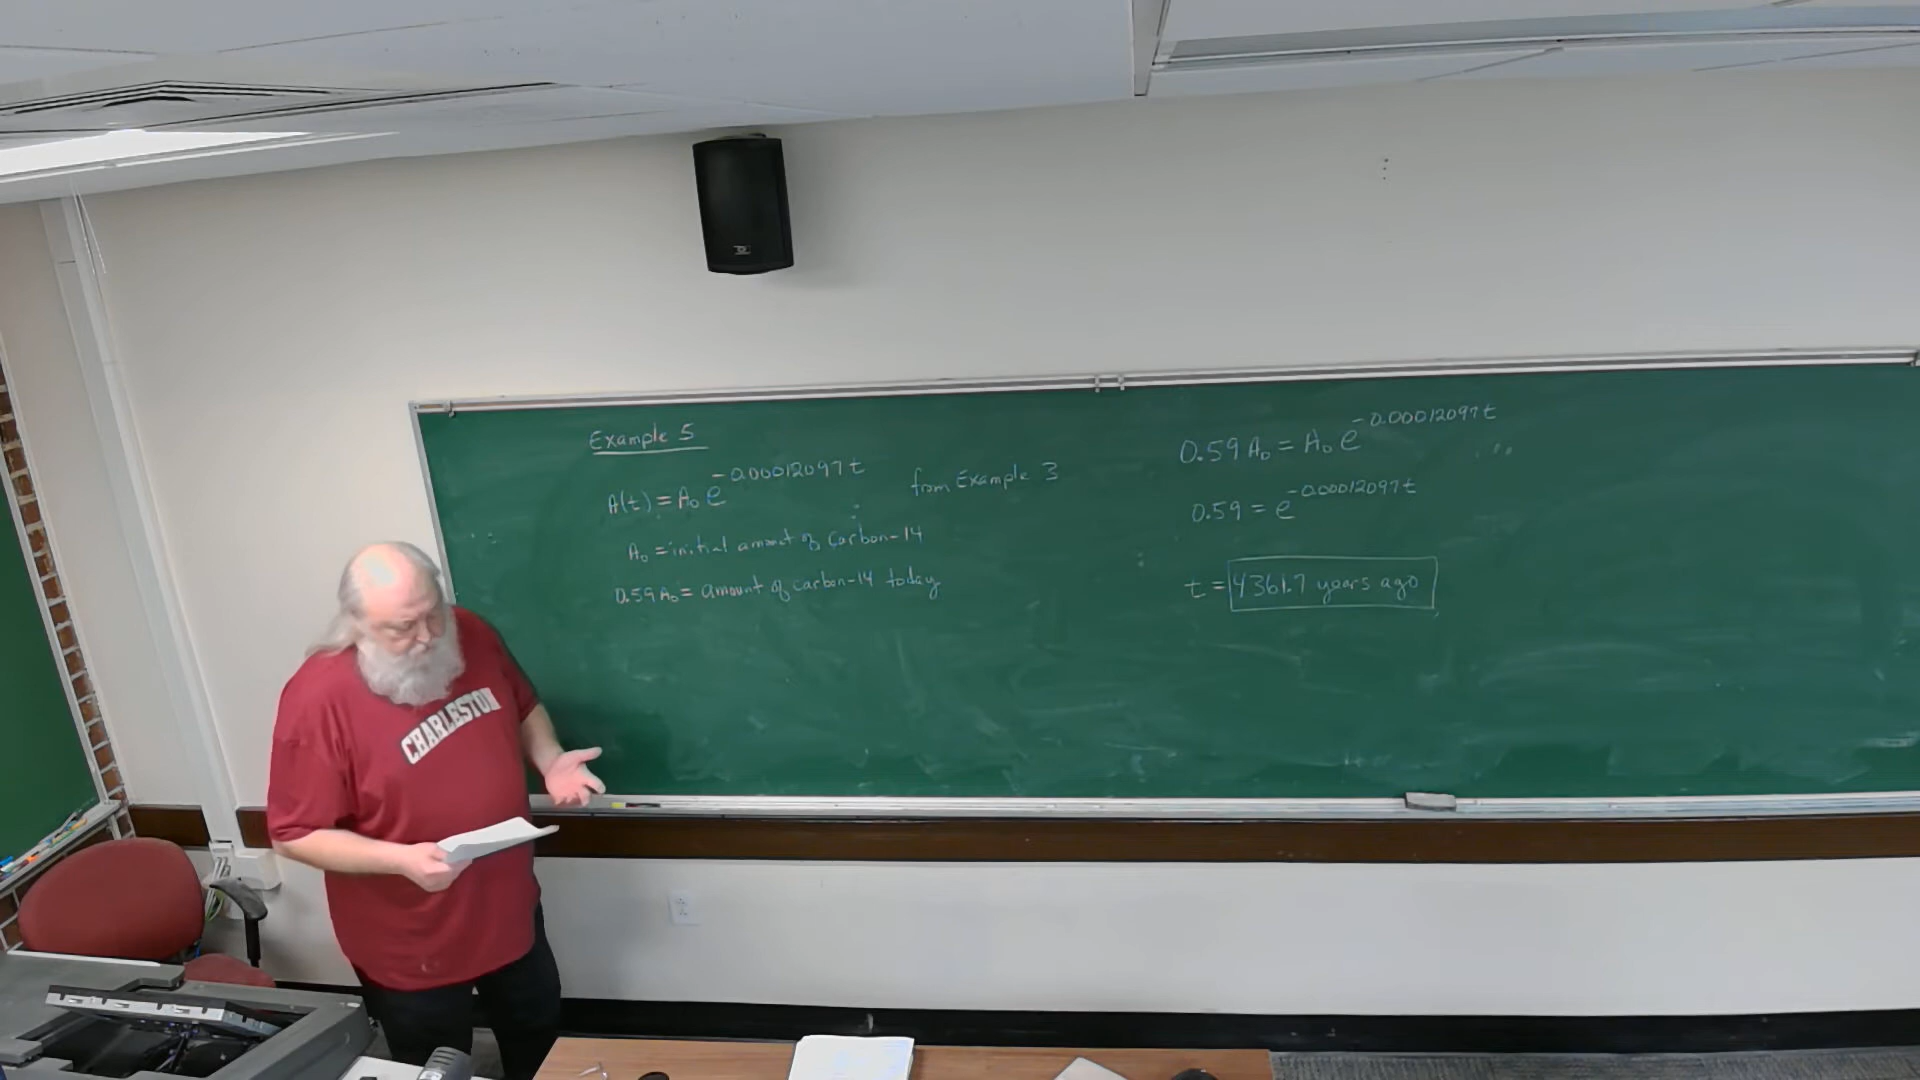 Example 5
A(t) = A₀ e^-0.00012097t from Example 3
A₀ = initial amount of carbon-14
0.59 A₀ = amount of carbon-14 today
0.59 A₀ = A₀ e^-0.00012097t
0.59 = e^-0.00012097t
t = 4361.7 years ago
CHARLESTON